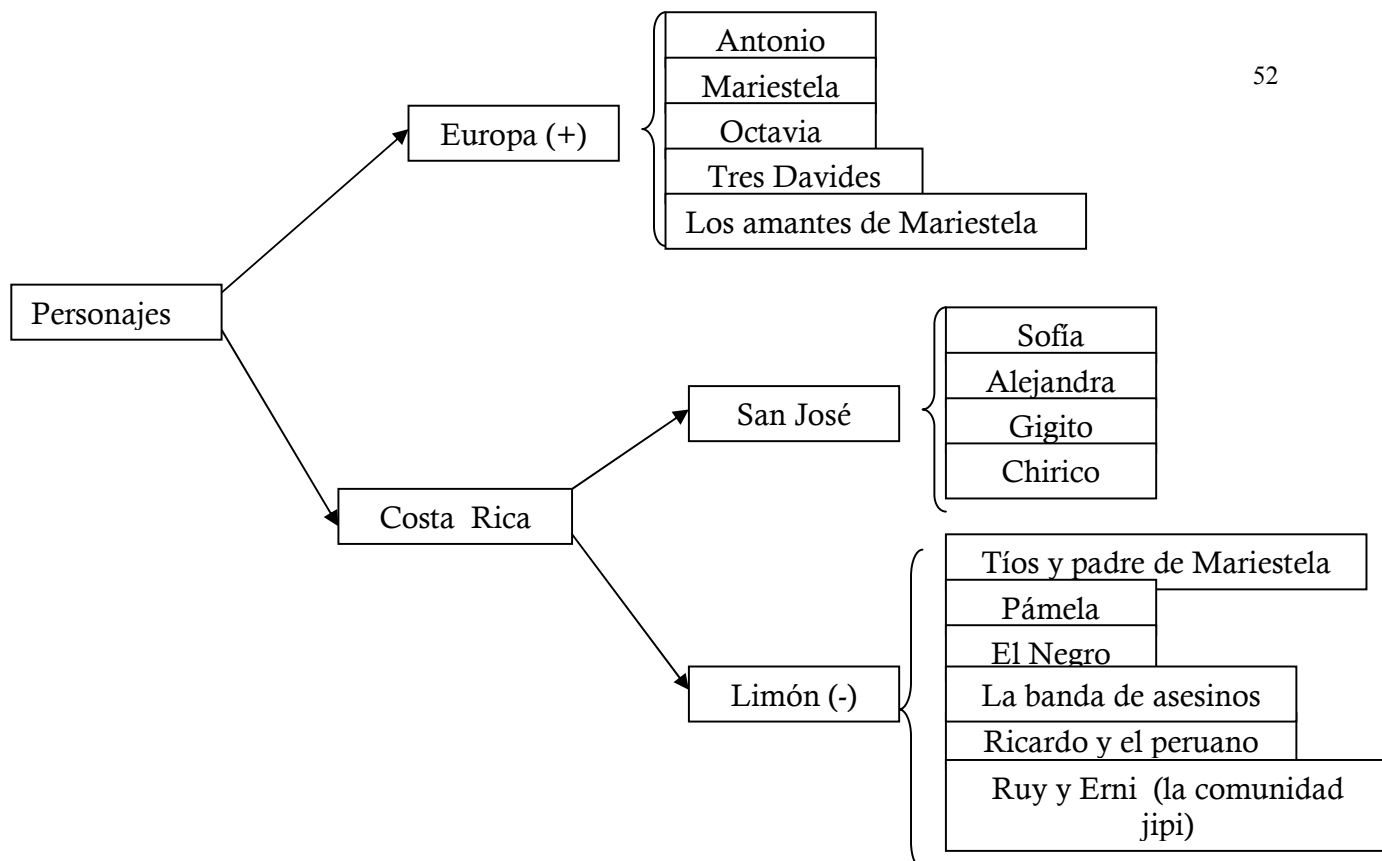 52
Personajes
Europa (+)
Antonio
Mariestela
Octavia
Tres Davides
Los amantes de Mariestela
Costa Rica
San José
Sofía
Alejandra
Gigito
Chirico
Limón (-)
Tíos y padre de Mariestela
Pámela
El Negro
La banda de asesinos
Ricardo y el peruano
Ruy y Erni (la comunidad
jipi)